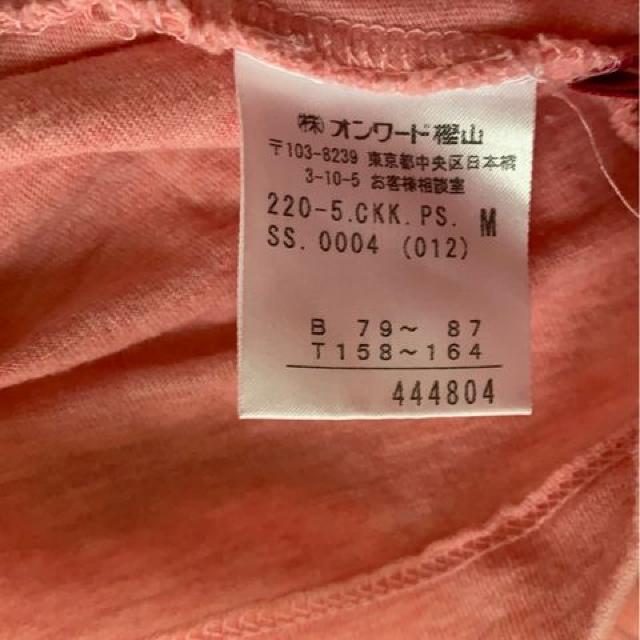 ㈱オンワード樫山
〒103-8239 東京都中央区日本橋
3-10-5 お客様相談室
220-5.CKK.PS. M
SS.0004 (012)
B 79～ 87
T158～164
444804